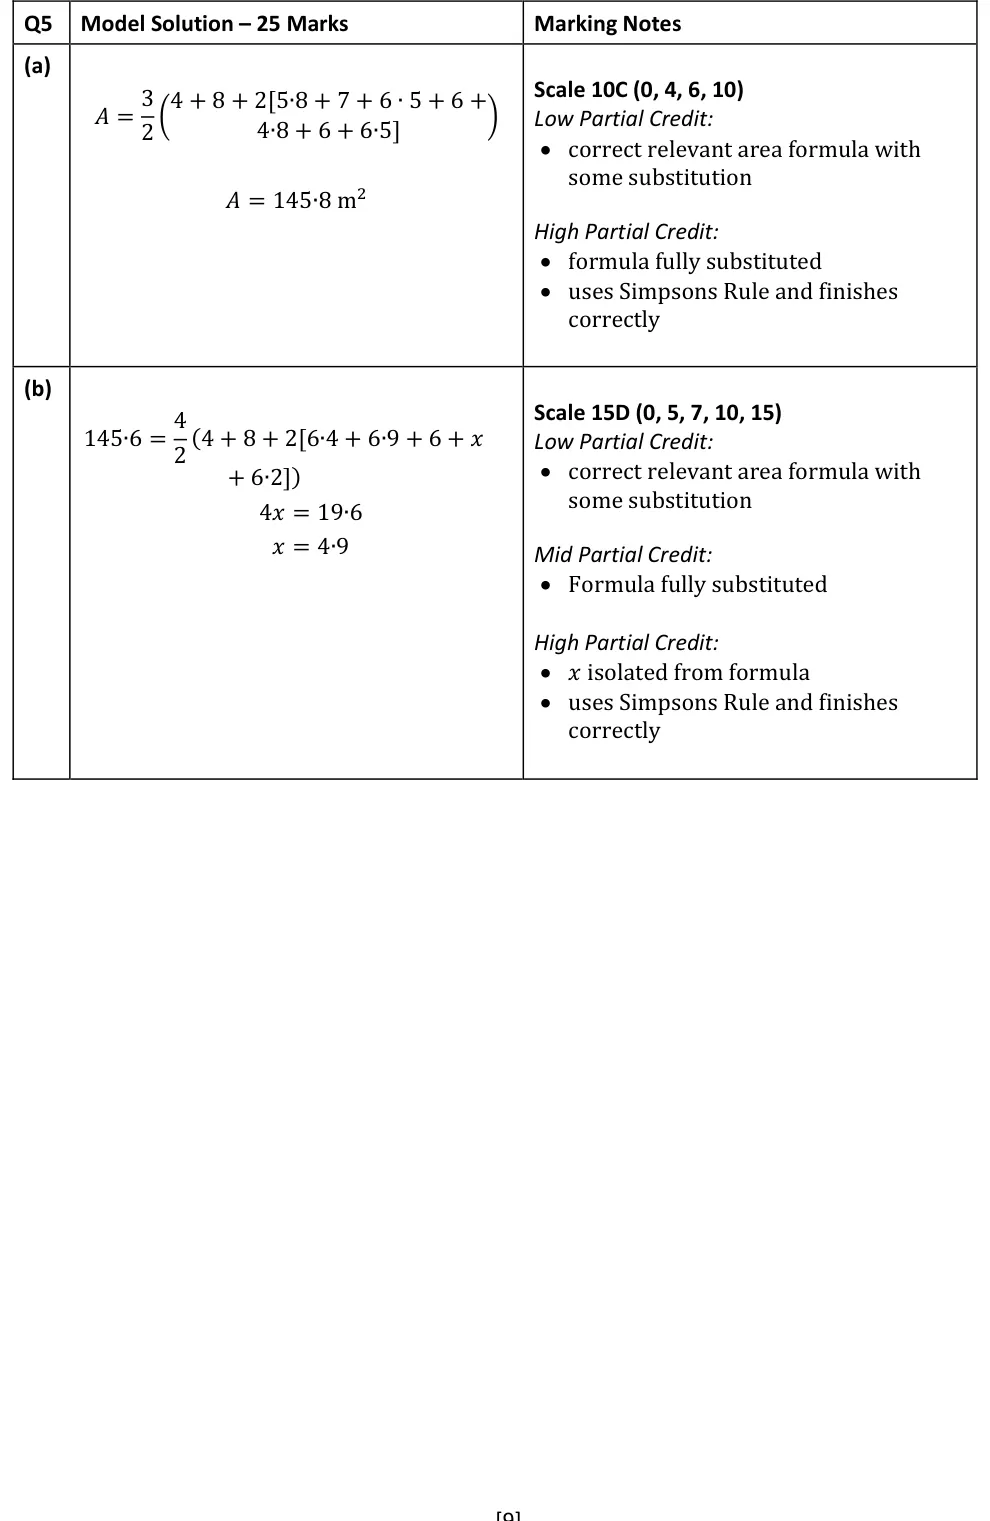 Q5 Model Solution – 25 Marks Marking Notes
(a)
A = 3/2 (4 + 8 + 2[5·8 + 7 + 6 · 5 + 6 +
4·8 + 6 + 6·5])
A = 145·8 m²
Scale 10C (0, 4, 6, 10)
Low Partial Credit:
• correct relevant area formula with
some substitution
High Partial Credit:
• formula fully substituted
• uses Simpsons Rule and finishes
correctly
(b)
145·6 = 4/2 (4 + 8 + 2[6·4 + 6·9 + 6 + x
+ 6·2])
4x = 19·6
x = 4·9
Scale 15D (0, 5, 7, 10, 15)
Low Partial Credit:
• correct relevant area formula with
some substitution
Mid Partial Credit:
• Formula fully substituted
High Partial Credit:
• x isolated from formula
• uses Simpsons Rule and finishes
correctly
[9]